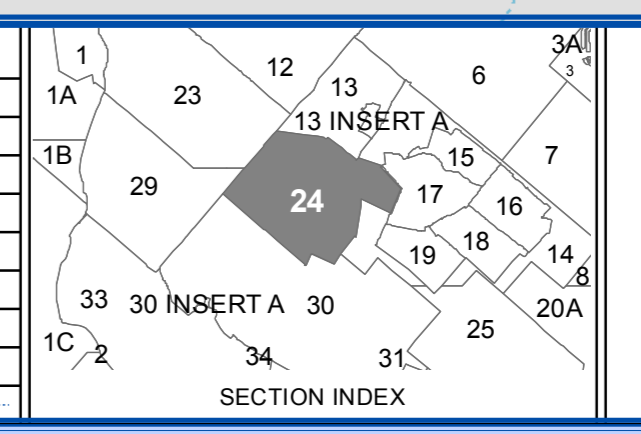 3A
1
12
6
3
13
1A
23
13 INSERT A
1B
15
7
29
17
24
16
18
19
14
8
33
30 INSERT A
30
20A
25
1C
2
34
31
SECTION INDEX